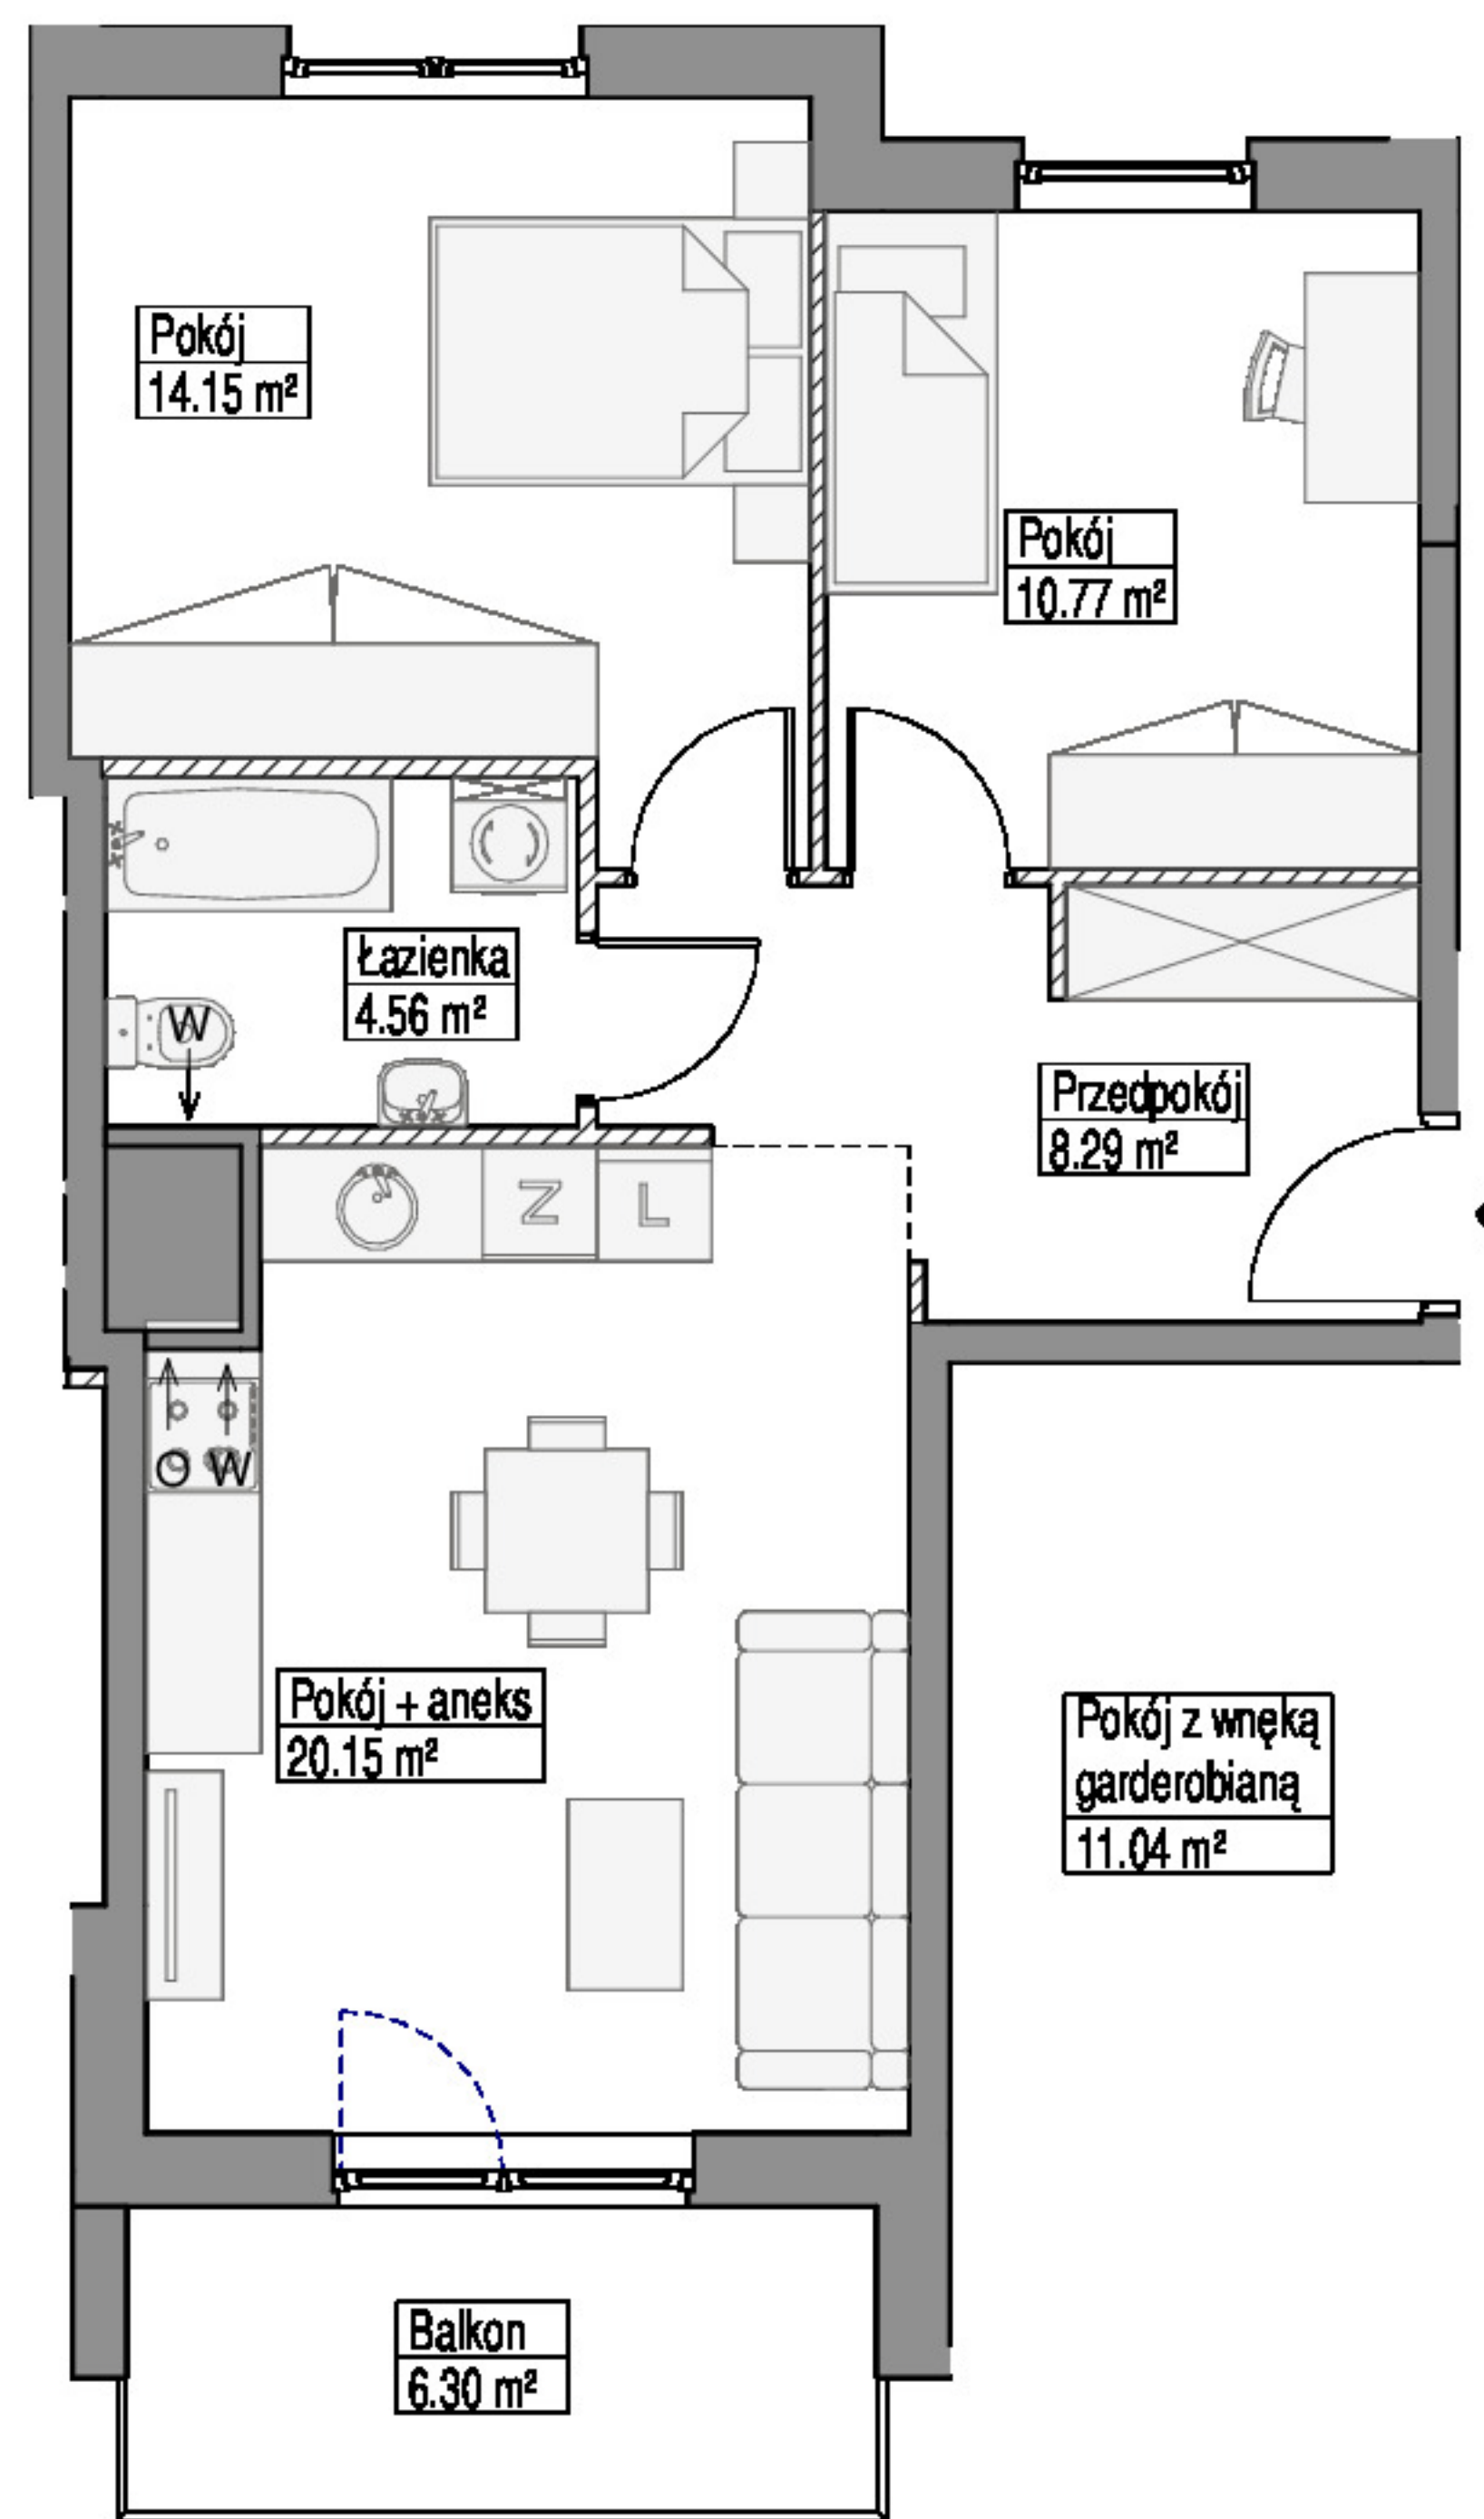 Pokój
14.15 m²
Pokój
10.77 m²
Łazienka
4.56 m²
W
Przedpokój
8.29 m²
Z
L
O W
Pokój + aneks
20.15 m²
Pokój z wnęką
garderobianą
11.04 m²
Balkon
6.30 m²